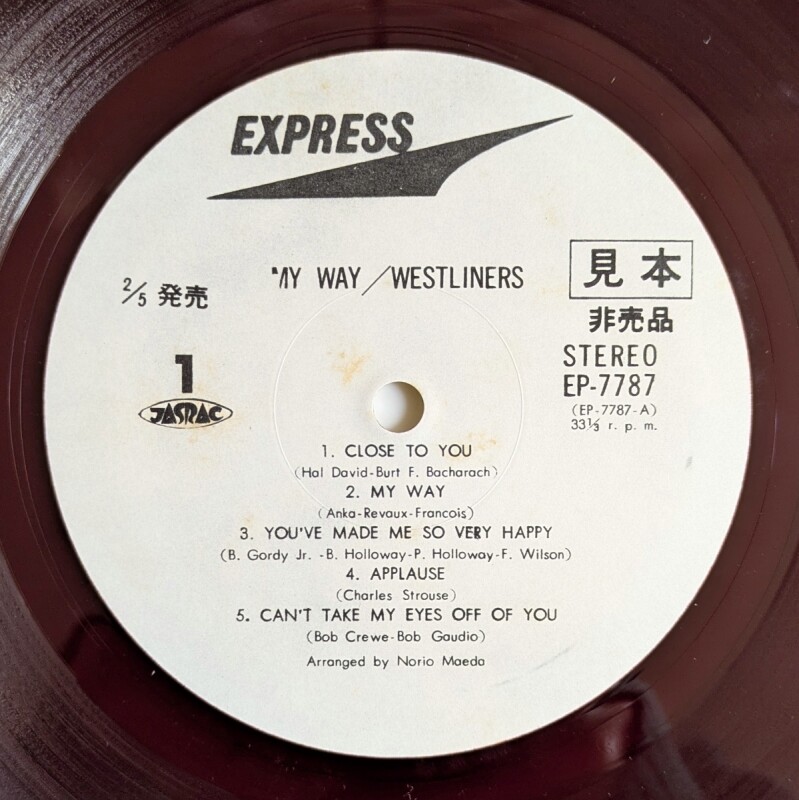 EXPRESS
MY WAY/WESTLINERS
見本
2/5 発売
非売品
1
STEREO
EP-7787
JASRAC
(EP-7787-A)
33⅓ r. p. m.
1. CLOSE TO YOU
(Hal David-Burt F. Bacharach)
2. MY WAY
(Anka-Revaux-Francois)
3. YOU'VE MADE ME SO VERY HAPPY
(B. Gordy Jr. -B. Holloway-P. Holloway-F. Wilson)
4. APPLAUSE
(Charles Strouse)
5. CAN'T TAKE MY EYES OFF OF YOU
(Bob Crewe-Bob Gaudio)
Arranged by Norio Maeda